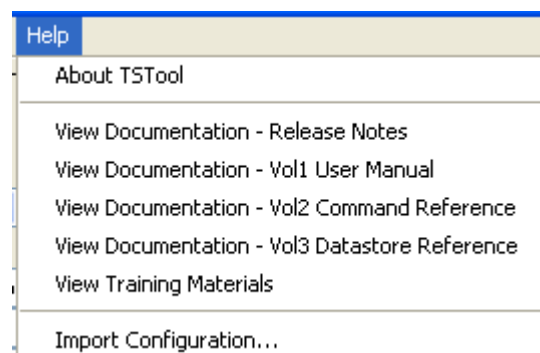 Help
About TSTool
View Documentation - Release Notes
View Documentation - Vol1 User Manual
View Documentation - Vol2 Command Reference
View Documentation - Vol3 Datastore Reference
View Training Materials
Import Configuration...